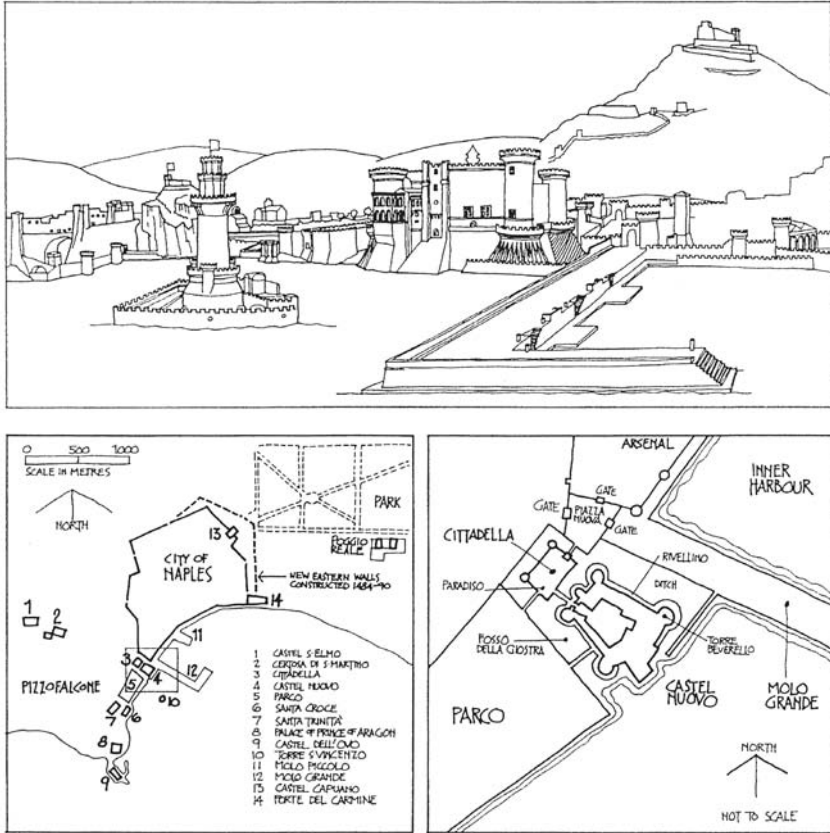 0 500 1000
SCALE IN METRES
NORTH
PARK
13
CITY OF
NAPLES
POGGIO
REALE
NEW EASTERN WALLS
CONSTRUCTED 1484-90
14
1
2
11
3
4
12
5
PIZZOFALCONE
10
7
6
8
9
1 CASTEL S. ELMO
2 CERTOSA DI S. MARTINO
3 CITTADELLA
4 CASTEL NUOVO
5 PARCO
6 SANTA CROCE
7 SANTA TRINITÀ
8 PALACE OF PRINCE OF ARAGON
9 CASTEL DELL'OVO
10 TORRE S. VINCENZO
11 MOLO PICCOLO
12 MOLO GRANDE
13 CASTEL CAPUANO
14 FORTE DEL CARMINE
ARSENAL
INNER
HARBOUR
GATE
GATE
PIAZZA
NUOVA
GATE
CITTADELLA
RIVELLINO
PARADISO
DITCH
FOSSO
DELLA GIOSTRA
TORRE
BEVERELLO
CASTEL
NUOVO
MOLO
GRANDE
PARCO
NORTH
NOT TO SCALE